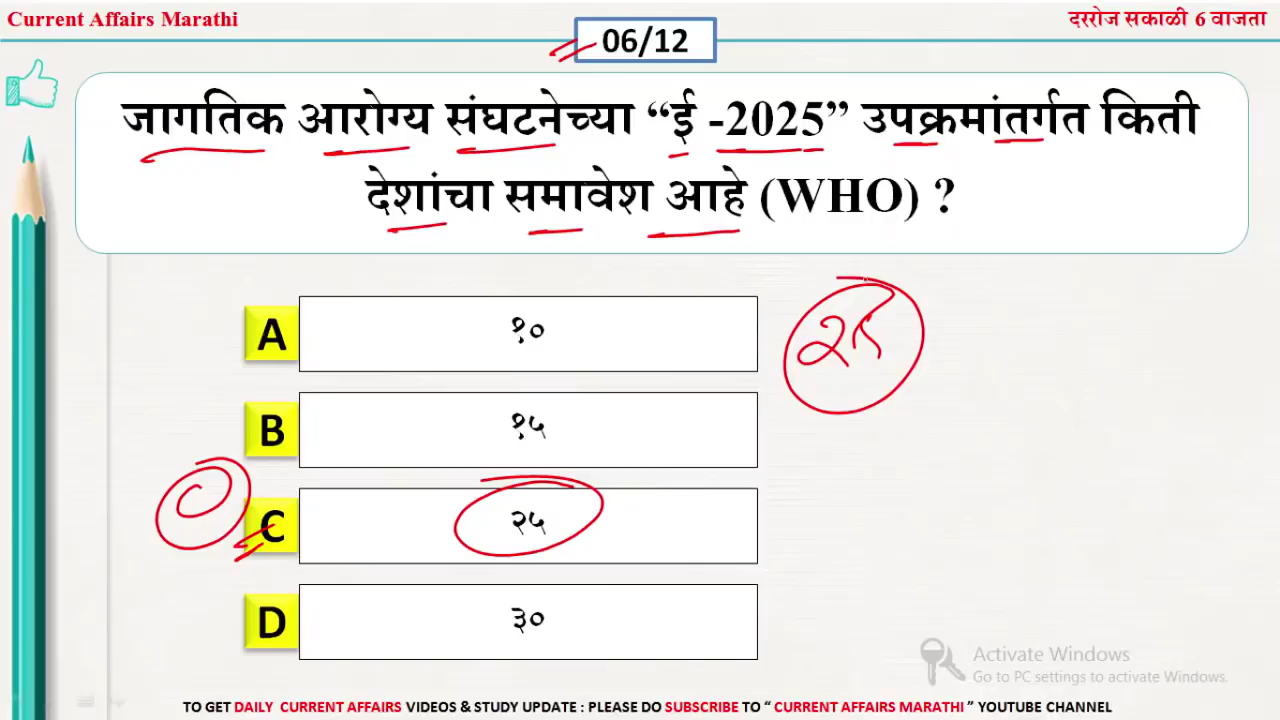 Current Affairs Marathi
दररोज सकाळी 6 वाजता
06/12
जागतिक आरोग्य संघटनेच्या “ई -2025” उपक्रमांतर्गत किती
देशांचा समावेश आहे (WHO) ?
A
१०
२५
B
१५
C
२५
D
३०
Activate Windows
Go to PC settings to activate Windows.
TO GET DAILY CURRENT AFFAIRS VIDEOS & STUDY UPDATE : PLEASE DO SUBSCRIBE TO “ CURRENT AFFAIRS MARATHI ” YOUTUBE CHANNEL